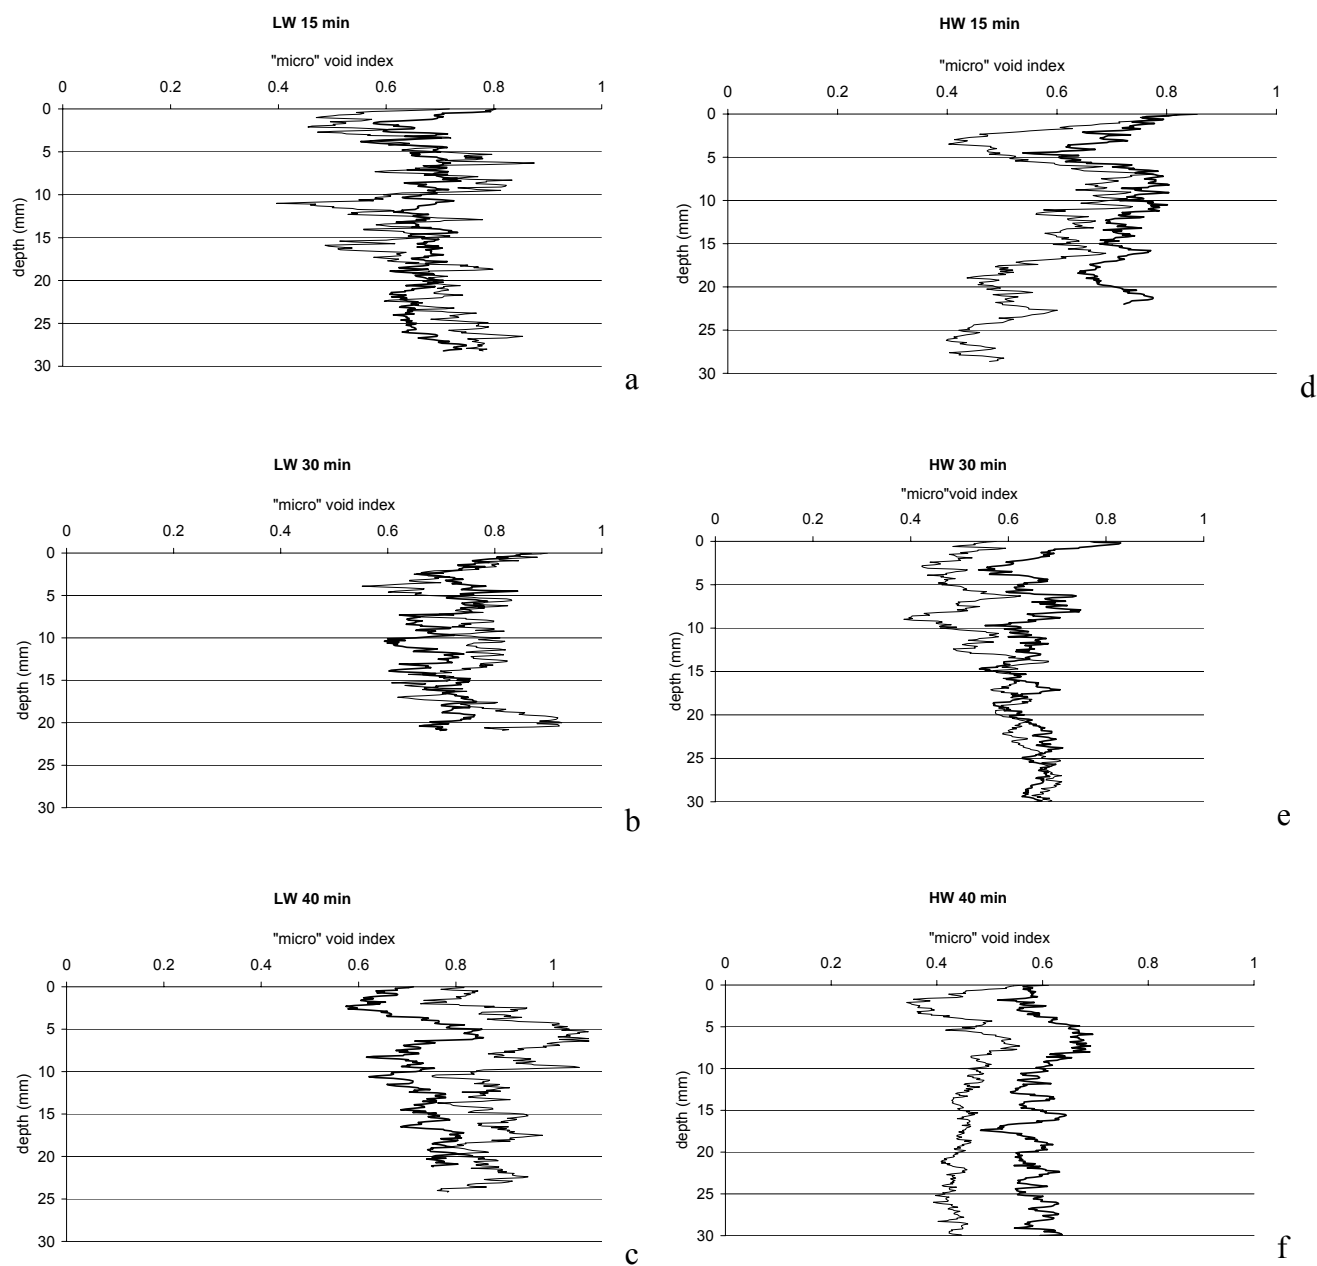 LW 15 min
"micro" void index
0 0.2 0.4 0.6 0.8 1
0
5
10
15
20
25
30
depth (mm)
a
HW 15 min
"micro" void index
0 0.2 0.4 0.6 0.8 1
0
5
10
15
20
25
30
depth (mm)
d
LW 30 min
"micro" void index
0 0.2 0.4 0.6 0.8 1
0
5
10
15
20
25
30
depth (mm)
b
HW 30 min
"micro"void index
0 0.2 0.4 0.6 0.8 1
0
5
10
15
20
25
30
depth (mm)
e
LW 40 min
"micro" void index
0 0.2 0.4 0.6 0.8 1
0
5
10
15
20
25
30
depth (mm)
c
HW 40 min
"micro" void index
0 0.2 0.4 0.6 0.8 1
0
5
10
15
20
25
30
depth (mm)
f